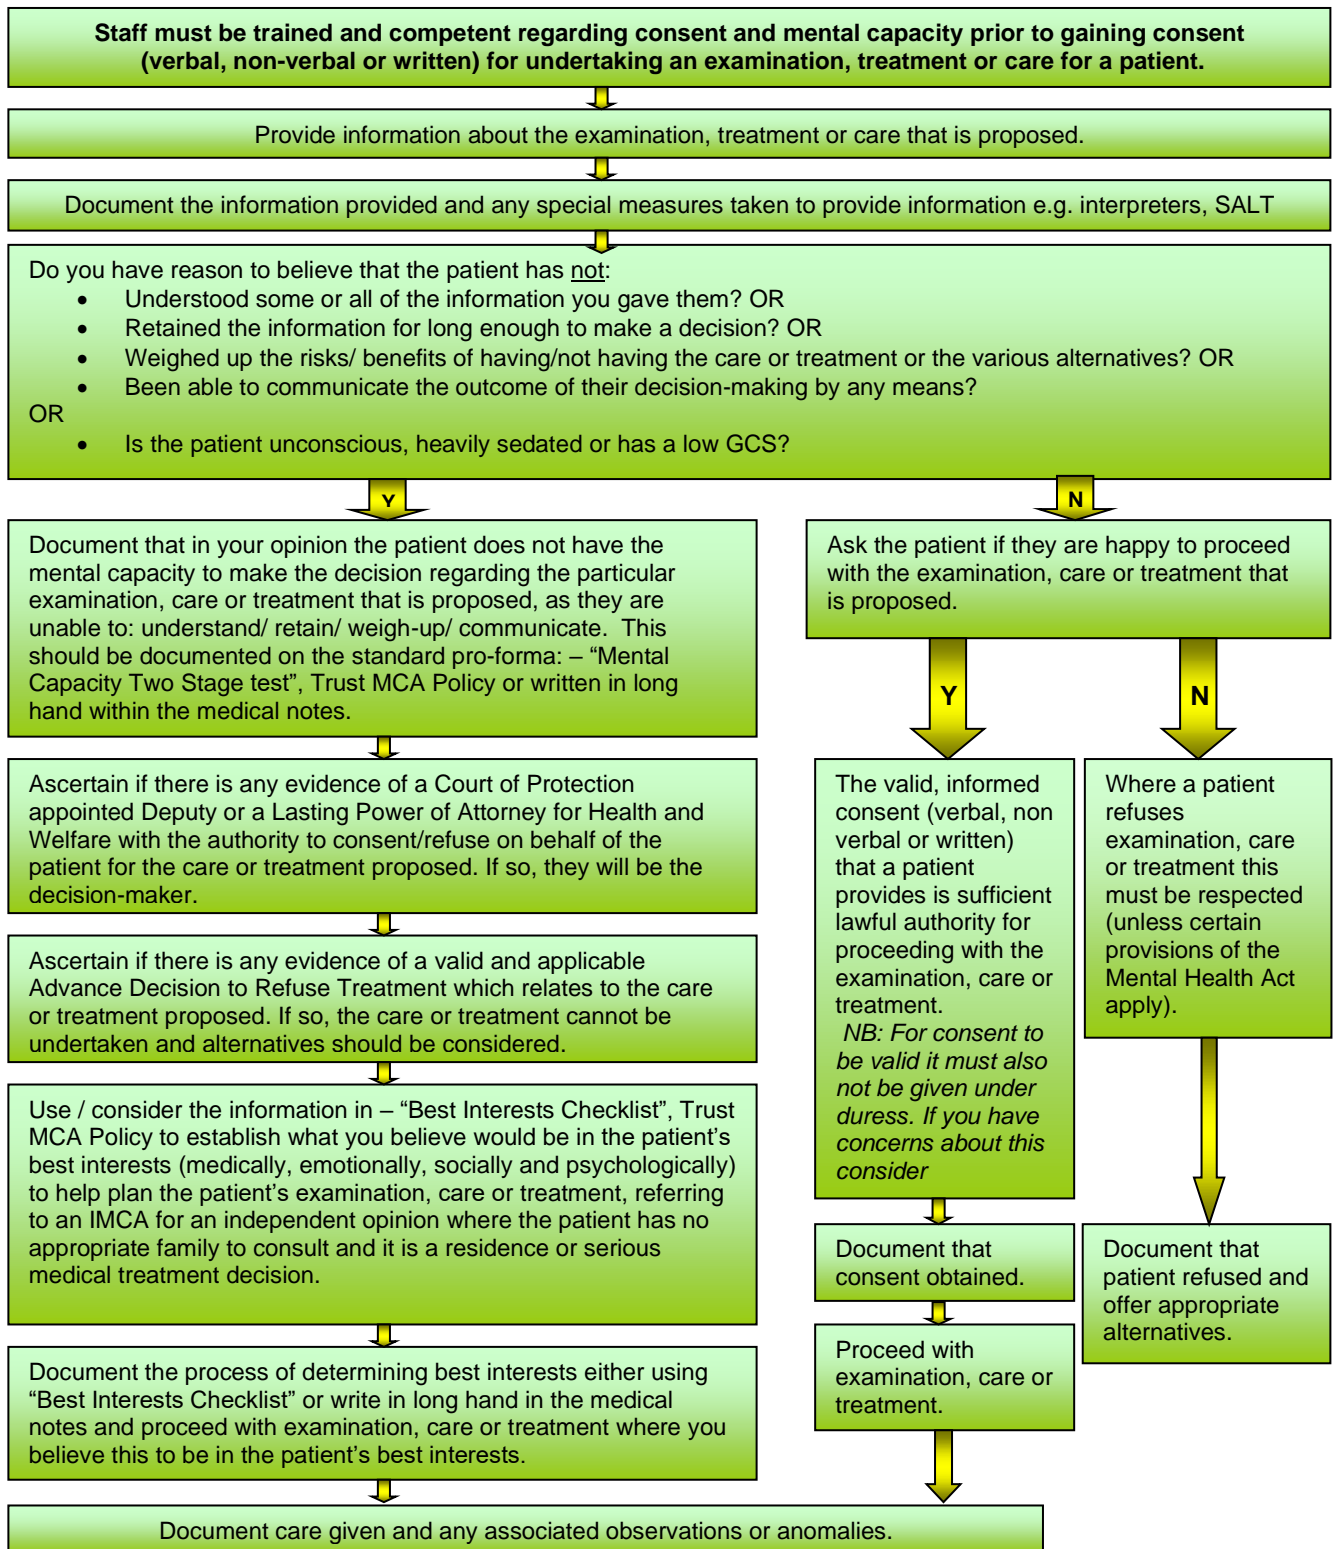 Staff must be trained and competent regarding consent and mental capacity prior to gaining consent
(verbal, non-verbal or written) for undertaking an examination, treatment or care for a patient.
Provide information about the examination, treatment or care that is proposed.
Document the information provided and any special measures taken to provide information e.g. interpreters, SALT
Do you have reason to believe that the patient has not:
• Understood some or all of the information you gave them? OR
• Retained the information for long enough to make a decision? OR
• Weighed up the risks/ benefits of having/not having the care or treatment or the various alternatives? OR
• Been able to communicate the outcome of their decision-making by any means?
OR
• Is the patient unconscious, heavily sedated or has a low GCS?
Y
Document that in your opinion the patient does not have the
mental capacity to make the decision regarding the particular
examination, care or treatment that is proposed, as they are
unable to: understand/ retain/ weigh-up/ communicate. This
should be documented on the standard pro-forma: – “Mental
Capacity Two Stage test”, Trust MCA Policy or written in long
hand within the medical notes.
Ascertain if there is any evidence of a Court of Protection
appointed Deputy or a Lasting Power of Attorney for Health and
Welfare with the authority to consent/refuse on behalf of the
patient for the care or treatment proposed. If so, they will be the
decision-maker.
Ascertain if there is any evidence of a valid and applicable
Advance Decision to Refuse Treatment which relates to the care
or treatment proposed. If so, the care or treatment cannot be
undertaken and alternatives should be considered.
Use / consider the information in – “Best Interests Checklist”, Trust
MCA Policy to establish what you believe would be in the patient’s
best interests (medically, emotionally, socially and psychologically)
to help plan the patient’s examination, care or treatment, referring
to an IMCA for an independent opinion where the patient has no
appropriate family to consult and it is a residence or serious
medical treatment decision.
Document the process of determining best interests either using
“Best Interests Checklist” or write in long hand in the medical
notes and proceed with examination, care or treatment where you
believe this to be in the patient’s best interests.
N
Ask the patient if they are happy to proceed
with the examination, care or treatment that
is proposed.
Y
The valid, informed
consent (verbal, non
verbal or written)
that a patient
provides is sufficient
lawful authority for
proceeding with the
examination, care or
treatment.
NB: For consent to
be valid it must also
not be given under
duress. If you have
concerns about this
consider
Document that
consent obtained.
Proceed with
examination, care or
treatment.
N
Where a patient
refuses
examination, care
or treatment this
must be respected
(unless certain
provisions of the
Mental Health Act
apply).
Document that
patient refused and
offer appropriate
alternatives.
Document care given and any associated observations or anomalies.